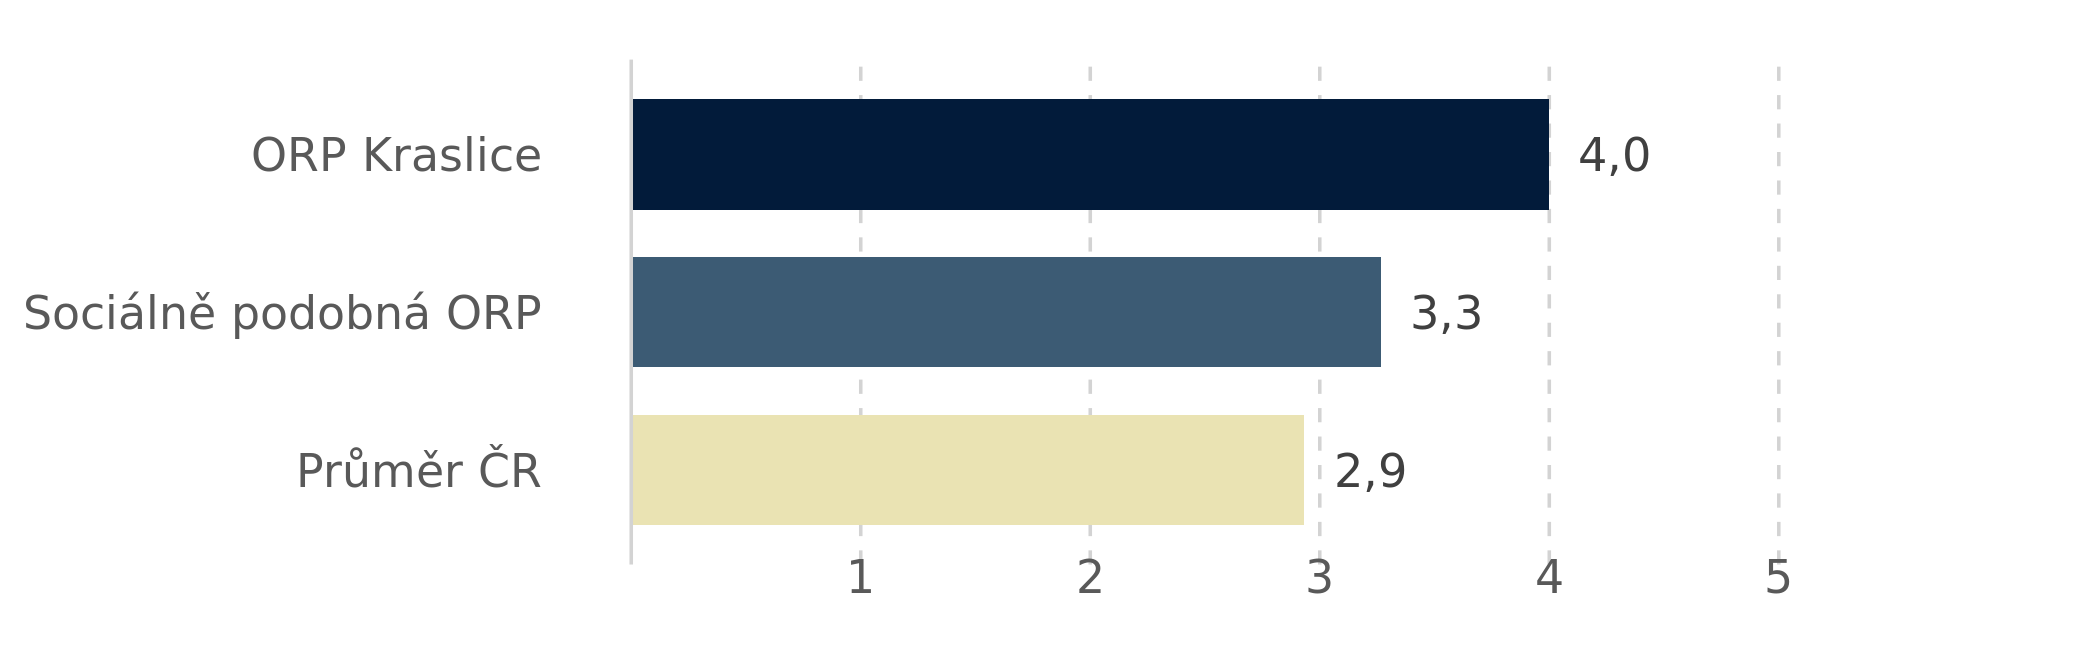 ORP Kraslice 4,0
Sociálně podobná ORP 3,3
Průměr ČR 2,9
1 2 3 4 5